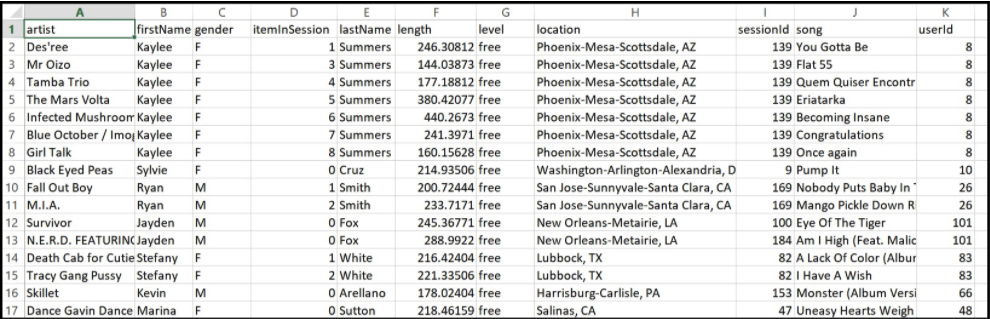 A B C D E F G H I J K
1 artist firstName gender itemInSession lastName length level location sessionId song userId
2 Des'ree Kaylee F 1 Summers 246.30812 free Phoenix-Mesa-Scottsdale, AZ 139 You Gotta Be 8
3 Mr Oizo Kaylee F 3 Summers 144.03873 free Phoenix-Mesa-Scottsdale, AZ 139 Flat 55 8
4 Tamba Trio Kaylee F 4 Summers 177.18812 free Phoenix-Mesa-Scottsdale, AZ 139 Quem Quiser Encontr 8
5 The Mars Volta Kaylee F 5 Summers 380.42077 free Phoenix-Mesa-Scottsdale, AZ 139 Eriatarka 8
6 Infected Mushroom Kaylee F 6 Summers 440.2673 free Phoenix-Mesa-Scottsdale, AZ 139 Becoming Insane 8
7 Blue October / Imog Kaylee F 7 Summers 241.3971 free Phoenix-Mesa-Scottsdale, AZ 139 Congratulations 8
8 Girl Talk Kaylee F 8 Summers 160.15628 free Phoenix-Mesa-Scottsdale, AZ 139 Once again 8
9 Black Eyed Peas Sylvie F 0 Cruz 214.93506 free Washington-Arlington-Alexandria, D 9 Pump It 10
10 Fall Out Boy Ryan M 1 Smith 200.72444 free San Jose-Sunnyvale-Santa Clara, CA 169 Nobody Puts Baby In 26
11 M.I.A. Ryan M 2 Smith 233.7171 free San Jose-Sunnyvale-Santa Clara, CA 169 Mango Pickle Down R 26
12 Survivor Jayden M 0 Fox 245.36771 free New Orleans-Metairie, LA 100 Eye Of The Tiger 101
13 N.E.R.D. FEATURING Jayden M 0 Fox 288.9922 free New Orleans-Metairie, LA 184 Am I High (Feat. Malic 101
14 Death Cab for Cutie Stefany F 1 White 216.42404 free Lubbock, TX 82 A Lack Of Color (Albur 83
15 Tracy Gang Pussy Stefany F 2 White 221.33506 free Lubbock, TX 82 I Have A Wish 83
16 Skillet Kevin M 0 Arellano 178.02404 free Harrisburg-Carlisle, PA 153 Monster (Album Versi 66
17 Dance Gavin Dance Marina F 0 Sutton 218.46159 free Salinas, CA 47 Uneasy Hearts Weigh 48